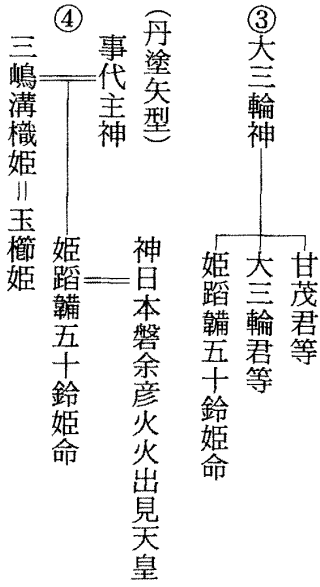 ③大三輪神
甘茂君等
大三輪君等
姫蹈鞴五十鈴姫命
(丹塗矢型)
④
事代主神
三嶋溝樴姫=玉櫛姫
神日本磐余彦火火出見天皇
姫蹈鞴五十鈴姫命